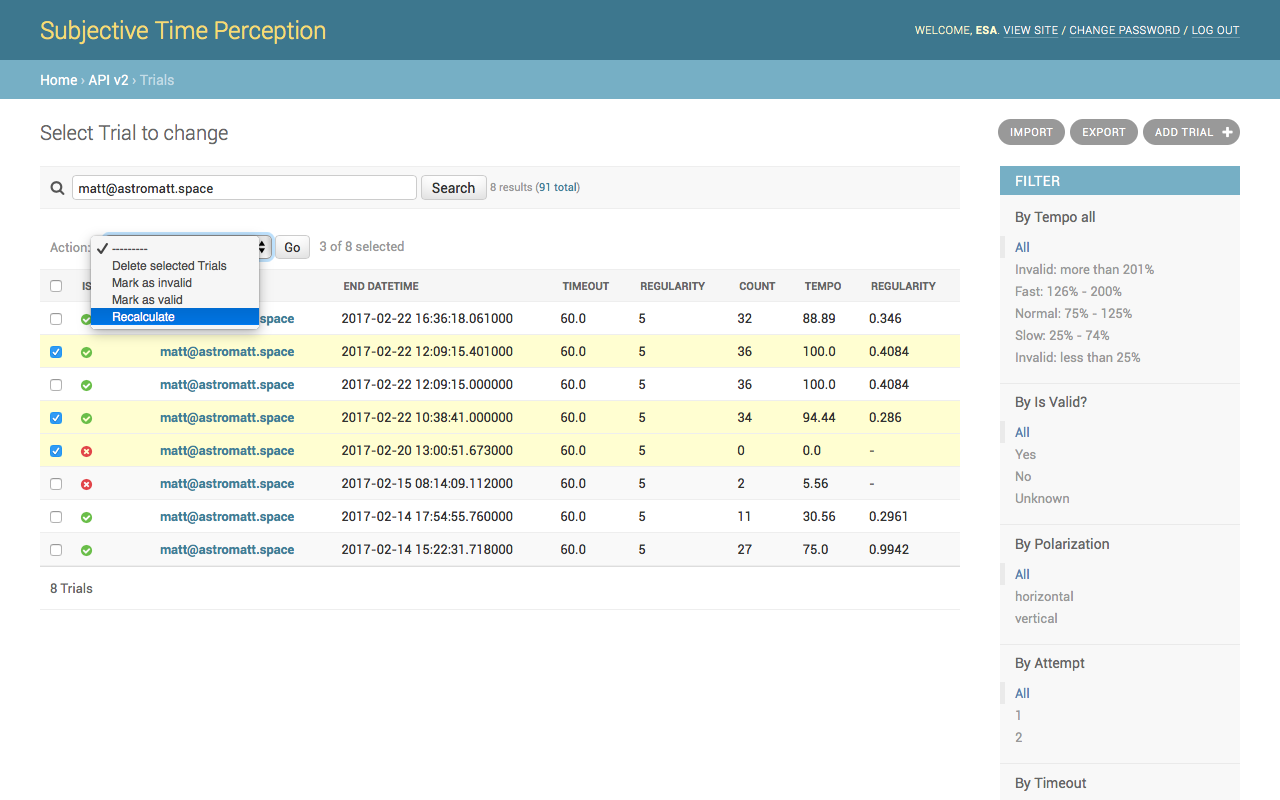 Subjective Time Perception
WELCOME, ESA. VIEW SITE / CHANGE PASSWORD / LOG OUT
Home › API v2 › Trials
Select Trial to change
IMPORT
EXPORT
ADD TRIAL
matt@astromatt.space
Search
8 results (91 total)
Action:
---------
Delete selected Trials
Mark as invalid
Mark as valid
Recalculate
Go
3 of 8 selected
IS
END DATETIME
TIMEOUT
REGULARITY
COUNT
TEMPO
REGULARITY
space 2017-02-22 16:36:18.061000 60.0 5 32 88.89 0.346
matt@astromatt.space 2017-02-22 12:09:15.401000 60.0 5 36 100.0 0.4084
matt@astromatt.space 2017-02-22 12:09:15.000000 60.0 5 36 100.0 0.4084
matt@astromatt.space 2017-02-22 10:38:41.000000 60.0 5 34 94.44 0.286
matt@astromatt.space 2017-02-20 13:00:51.673000 60.0 5 0 0.0 -
matt@astromatt.space 2017-02-15 08:14:09.112000 60.0 5 2 5.56 -
matt@astromatt.space 2017-02-14 17:54:55.760000 60.0 5 11 30.56 0.2961
matt@astromatt.space 2017-02-14 15:22:31.718000 60.0 5 27 75.0 0.9942
8 Trials
FILTER
By Tempo all
All
Invalid: more than 201%
Fast: 126% - 200%
Normal: 75% - 125%
Slow: 25% - 74%
Invalid: less than 25%
By Is Valid?
All
Yes
No
Unknown
By Polarization
All
horizontal
vertical
By Attempt
All
1
2
By Timeout